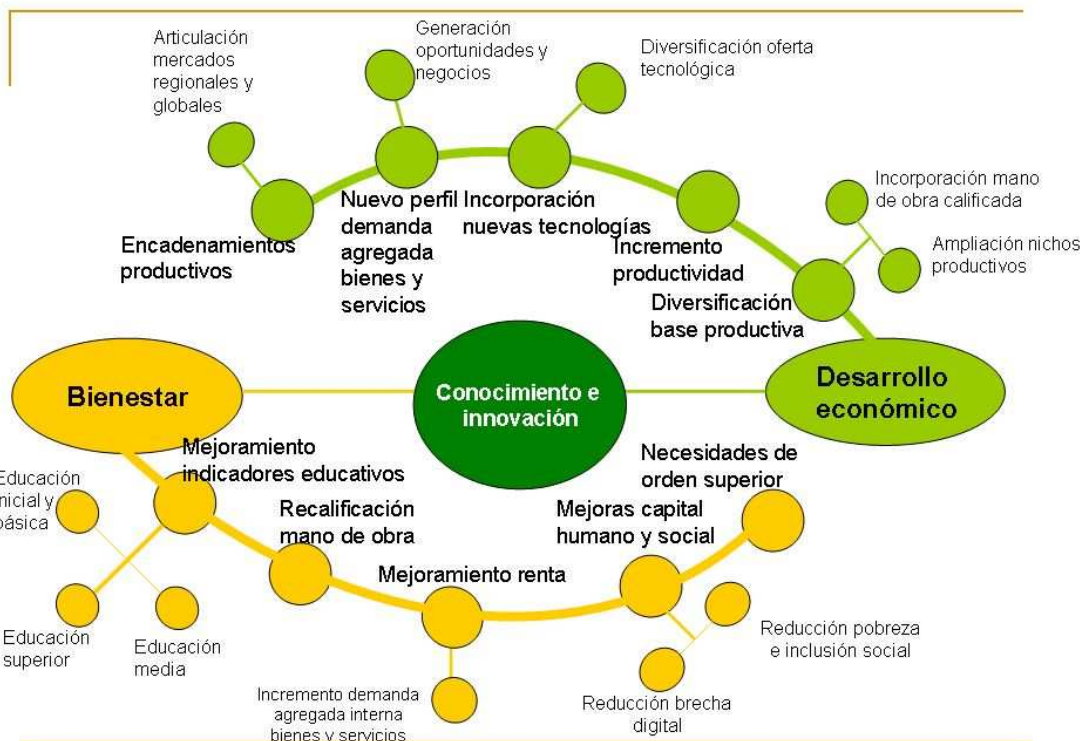 Articulación
mercados
regionales y
globales
Generación
oportunidades y
negocios
Diversificación oferta
tecnológica
Incorporación mano
de obra calificada
Ampliación nichos
productivos
Encadenamientos
productivos
Nuevo perfil
demanda
agregada
bienes y
servicios
Incorporación
nuevas tecnologías
Incremento
productividad
Diversificación
base productiva
Bienestar
Conocimiento e
innovación
Desarrollo
económico
Mejoramiento
indicadores educativos
Recalificación
mano de obra
Mejoramiento renta
Mejoras capital
humano y social
Necesidades de
orden superior
Educación
inicial y
básica
Educación
superior
Educación
media
Incremento demanda
agregada interna
bienes y servicios
Reducción brecha
digital
Reducción pobreza
e inclusión social